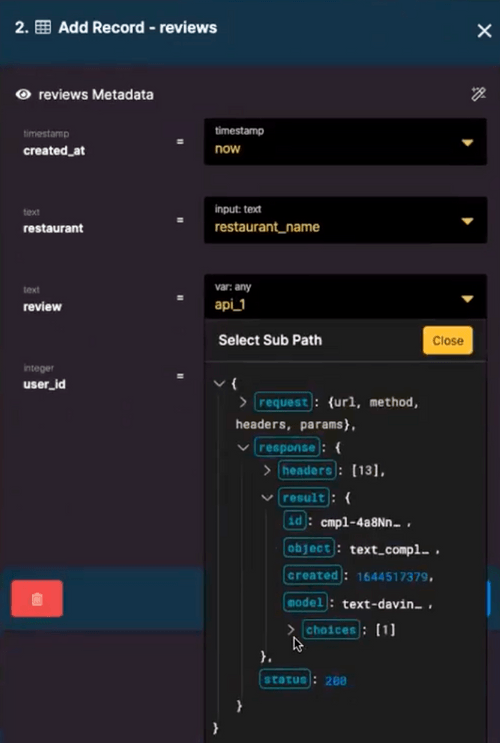 2. Add Record - reviews
reviews Metadata
timestamp
created_at
=
timestamp
now
text
restaurant
=
input: text
restaurant_name
text
review
=
var: any
api_1
integer
user_id
=
Select Sub Path
Close
{
request: {url, method,
headers, params},
response: {
headers: [13],
result: {
id: cmpl-4a8Nn… ,
object: text_compl… ,
created: 1644517379,
model: text-davin… ,
choices: [1]
},
status: 200
}
}